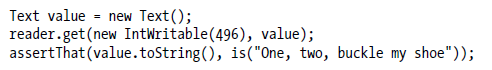 Text value = new Text();
reader.get(new IntWritable(496), value);
assertThat(value.toString(), is("One, two, buckle my shoe"));